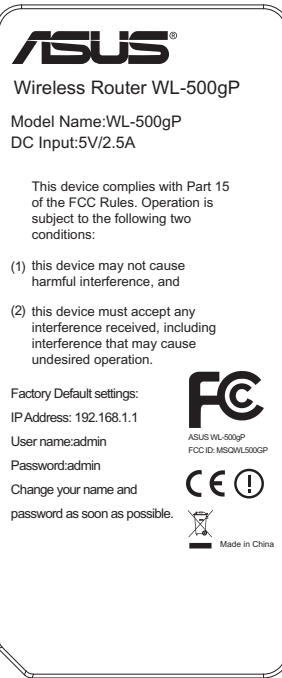 ASUS®
Wireless Router WL-500gP
Model Name:WL-500gP
DC Input:5V/2.5A
This device complies with Part 15
of the FCC Rules. Operation is
subject to the following two
conditions:
(1) this device may not cause
harmful interference, and
(2) this device must accept any
interference received, including
interference that may cause
undesired operation.
Factory Default settings:
IP Address: 192.168.1.1
User name:admin
Password:admin
Change your name and
password as soon as possible.
FC
ASUS WL-500gP
FCC ID: MSQWL500GP
CE
Made in China